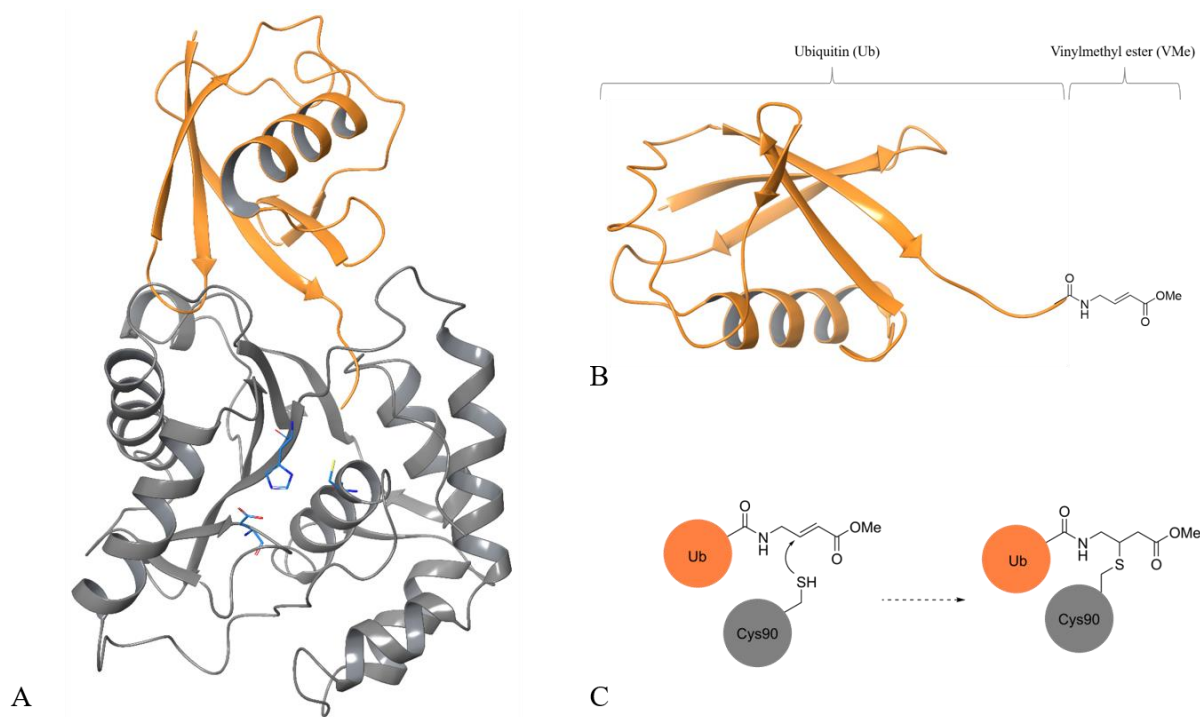 Ubiquitin (Ub) Vinylmethyl ester (VMe)
O
N
H
OMe
O
B
A
O
Ub
N
H
OMe
O
SH
Cys90
O
Ub
N
H
OMe
S
O
Cys90
C